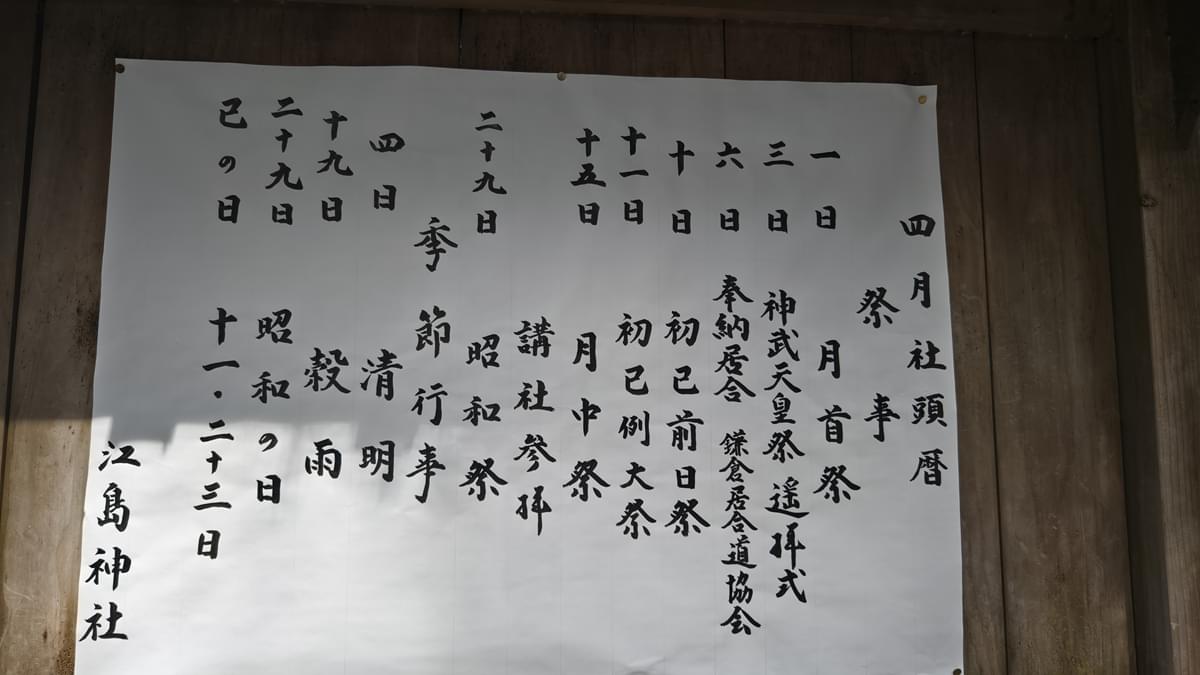 四月社頭暦
祭事
一日 月首祭
三日 神武天皇祭遥拝式
六日 奉納居合 鎌倉居合道協会
十日 初巳前日祭
十一日 初巳例大祭
十五日 月中祭
講社参拝
二十九日 昭和祭
季節行事
四日 清明
十九日 穀雨
二十九日 昭和の日
巳の日 十一・二十三日
江島神社